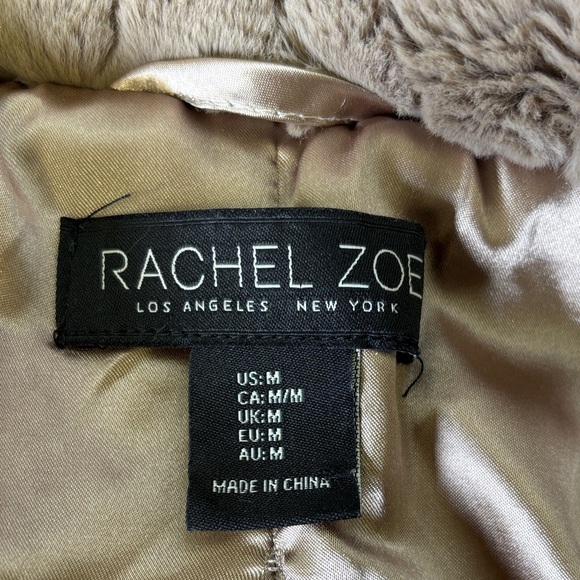 RACHEL ZOE
LOS ANGELES NEW YORK
US: M
CA: M/M
UK: M
EU: M
AU: M
MADE IN CHINA